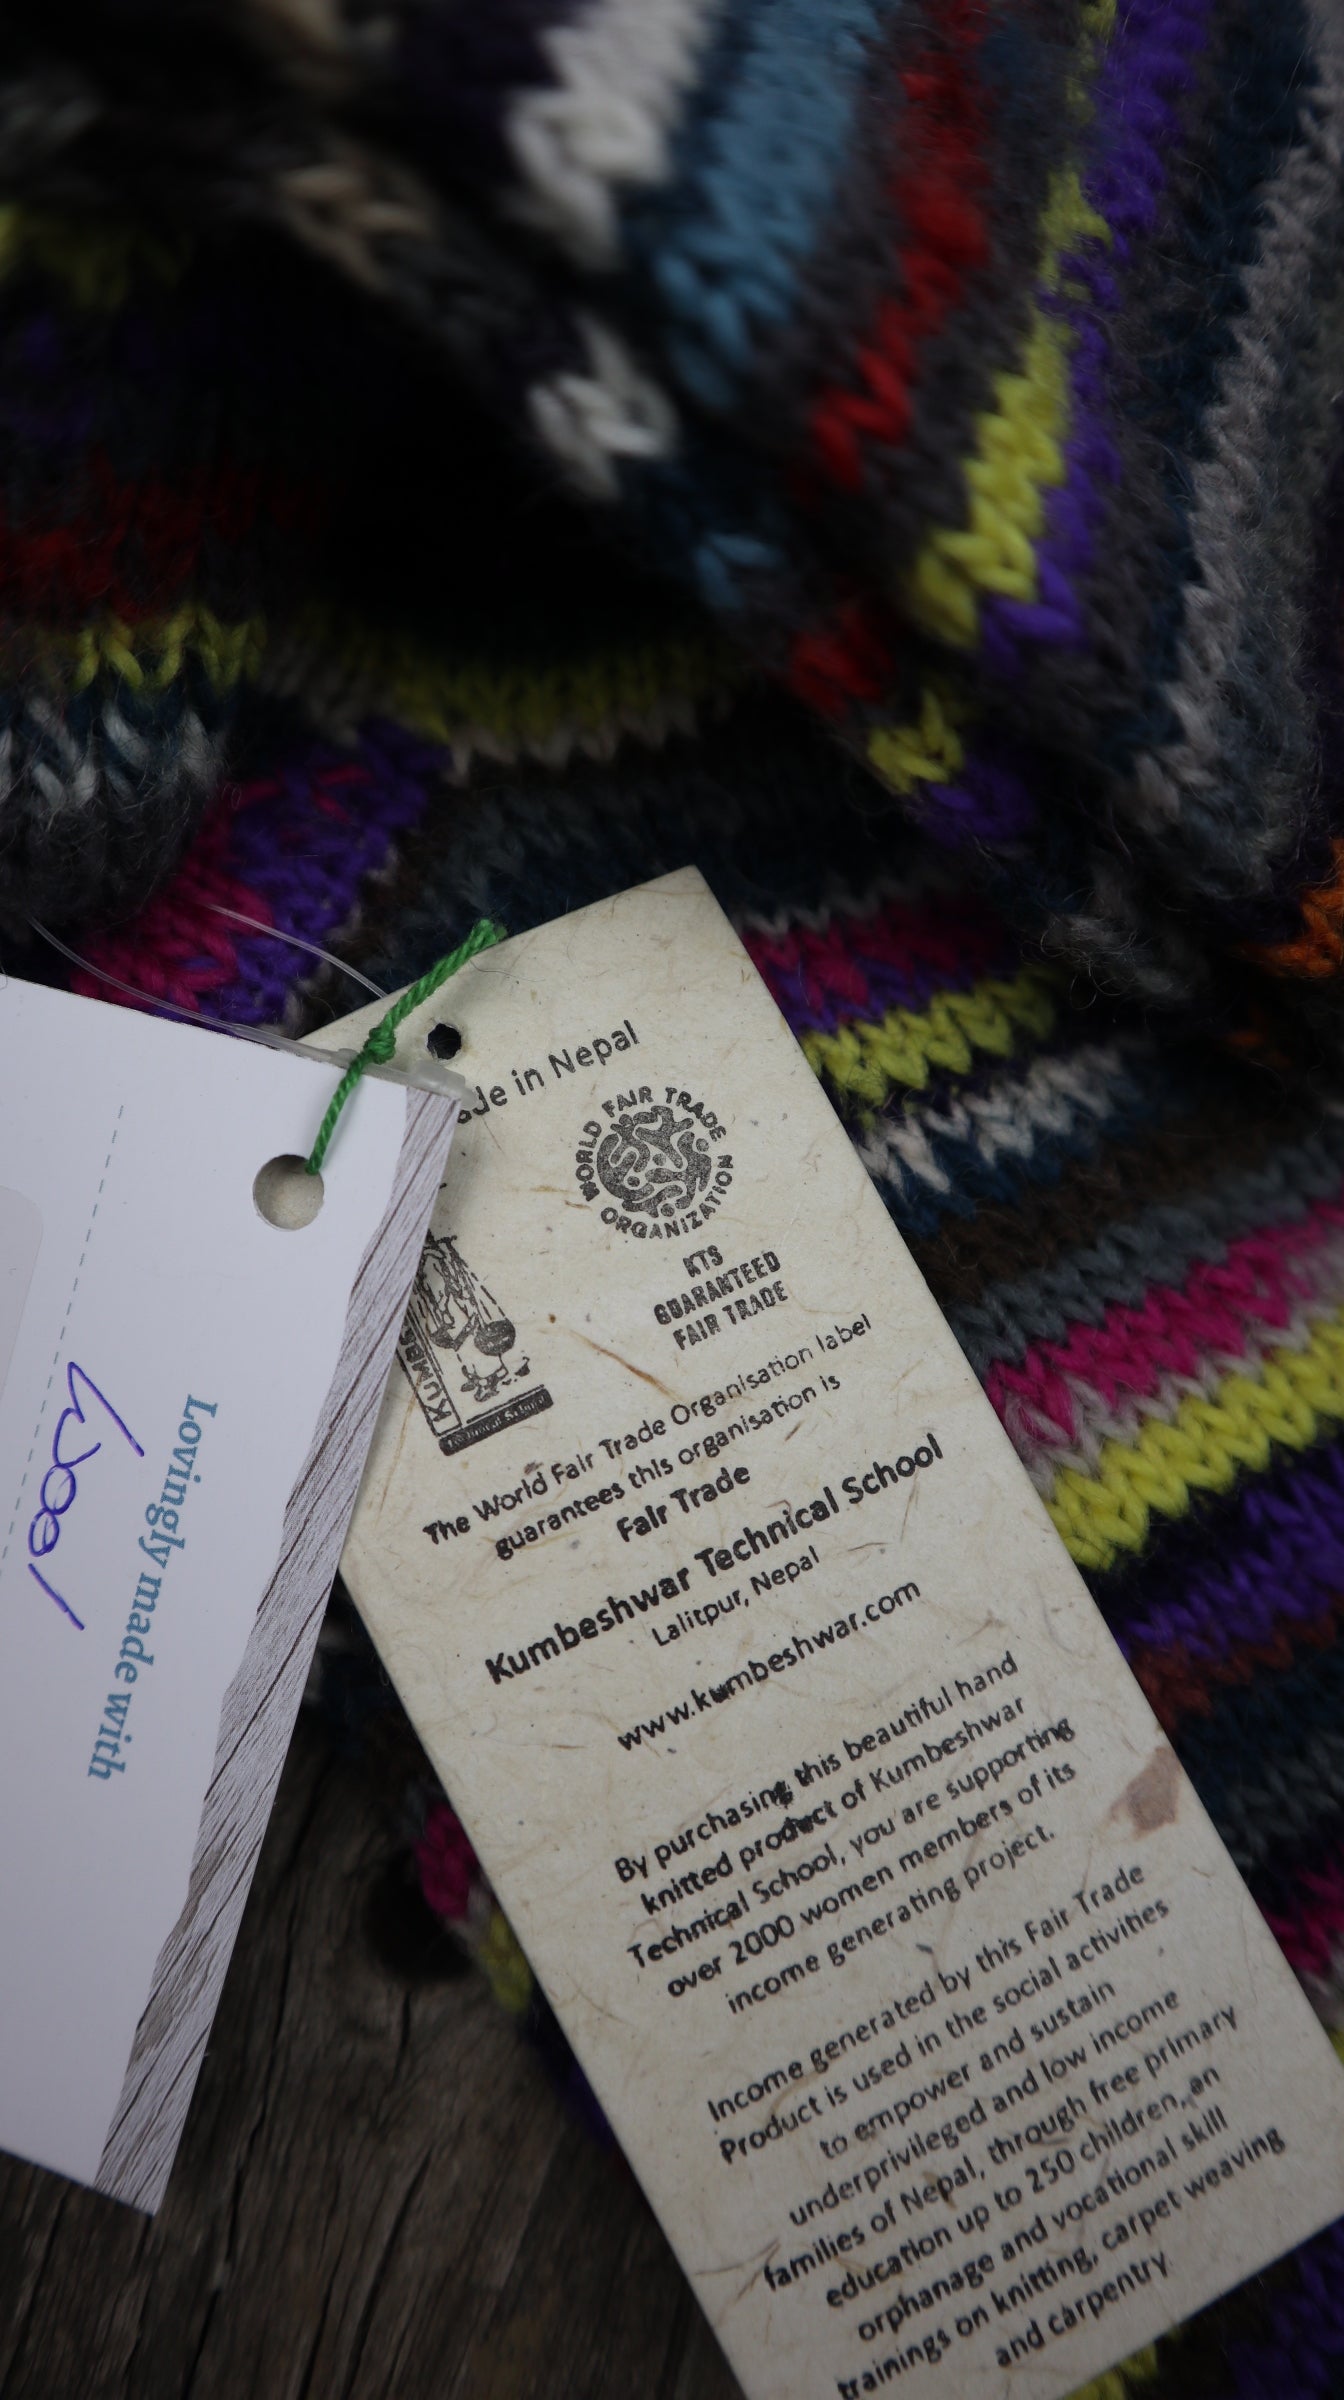 Lovingly made with
Wool
in Nepal
WORLD FAIR TRADE ORGANIZATION
KTS
GUARANTEED
FAIR TRADE
Technical School
The World Fair Trade Organisation label
guarantees this organisation is
Fair Trade
Kumbeshwar Technical School
Lalitpur, Nepal
www.kumbeshwar.com
By purchasing this beautiful hand
knitted product of Kumbeshwar
Technical School, you are supporting
over 2000 women members of its
income generating project.
Income generated by this Fair Trade
Product is used in the social activities
to empower and sustain
underprivileged and low income
families of Nepal, through free primary
education up to 250 children, an
orphanage and vocational skill
trainings on knitting, carpet weaving
and carpentry